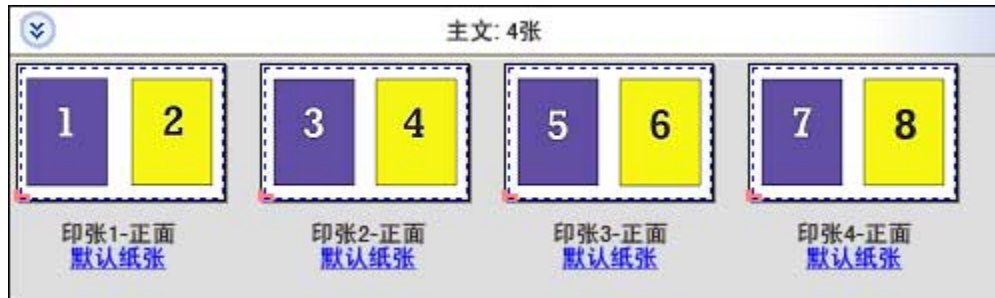 主文: 4张
1 2 3 4 5 6 7 8
印张1-正面 印张2-正面 印张3-正面 印张4-正面
默认纸张 默认纸张 默认纸张 默认纸张